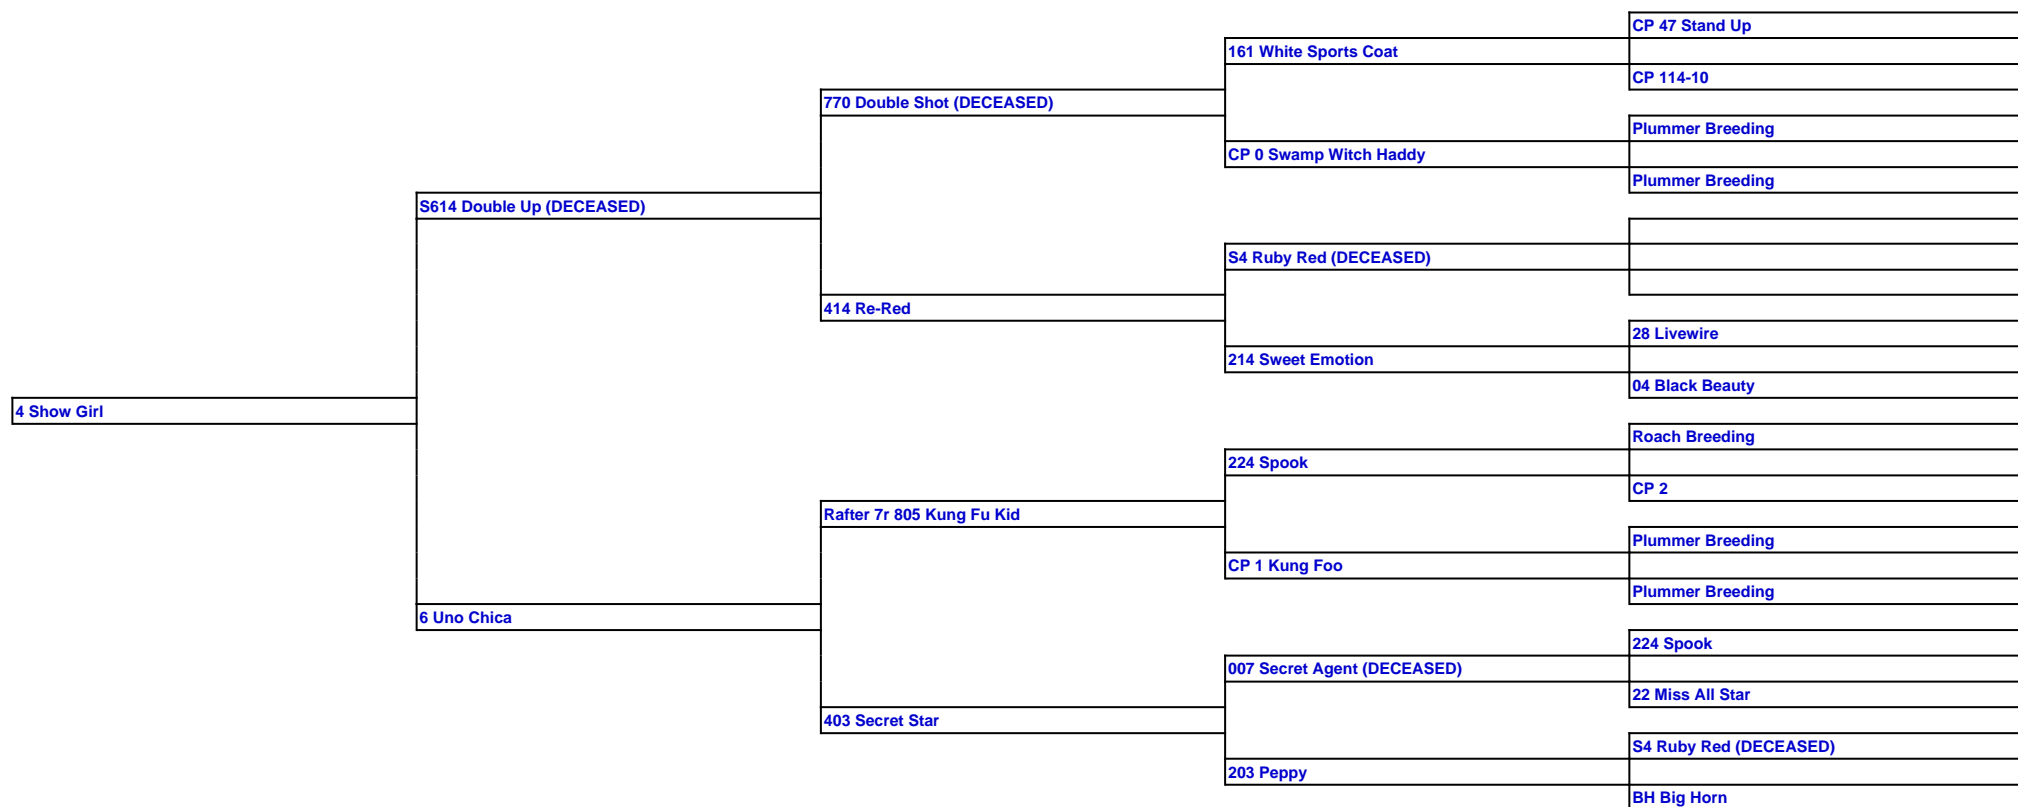 CP 47 Stand Up
161 White Sports Coat
CP 114-10
770 Double Shot (DECEASED)
Plummer Breeding
CP 0 Swamp Witch Haddy
Plummer Breeding
S614 Double Up (DECEASED)
S4 Ruby Red (DECEASED)
414 Re-Red
28 Livewire
214 Sweet Emotion
04 Black Beauty
4 Show Girl
Roach Breeding
224 Spook
CP 2
Rafter 7r 805 Kung Fu Kid
Plummer Breeding
CP 1 Kung Foo
Plummer Breeding
6 Uno Chica
224 Spook
007 Secret Agent (DECEASED)
22 Miss All Star
403 Secret Star
S4 Ruby Red (DECEASED)
203 Peppy
BH Big Horn